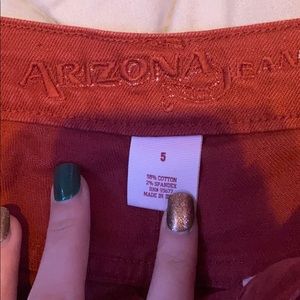 ARIZONA JEAN
5
98% COTTON
2% SPANDEX
MADE IN